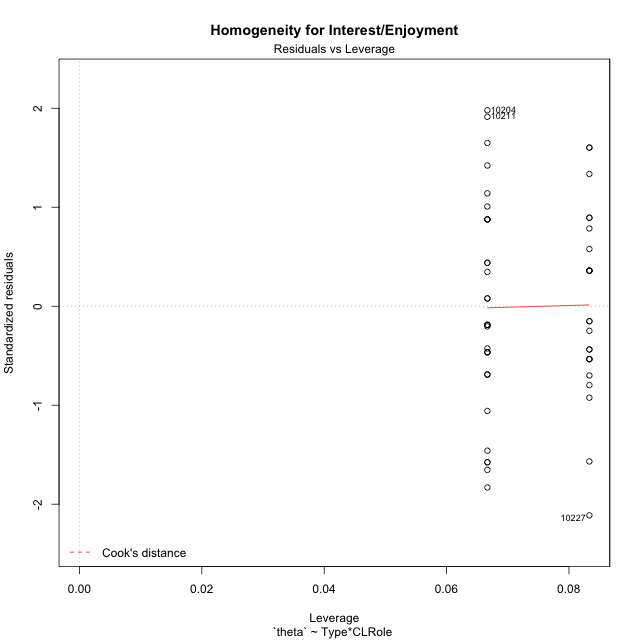 Homogeneity for Interest/Enjoyment
Residuals vs Leverage
10204
10211
10227
2
1
0
-1
-2
Standardized residuals
Cook's distance
0.00 0.02 0.04 0.06 0.08
Leverage
`theta` ~ Type*CLRole